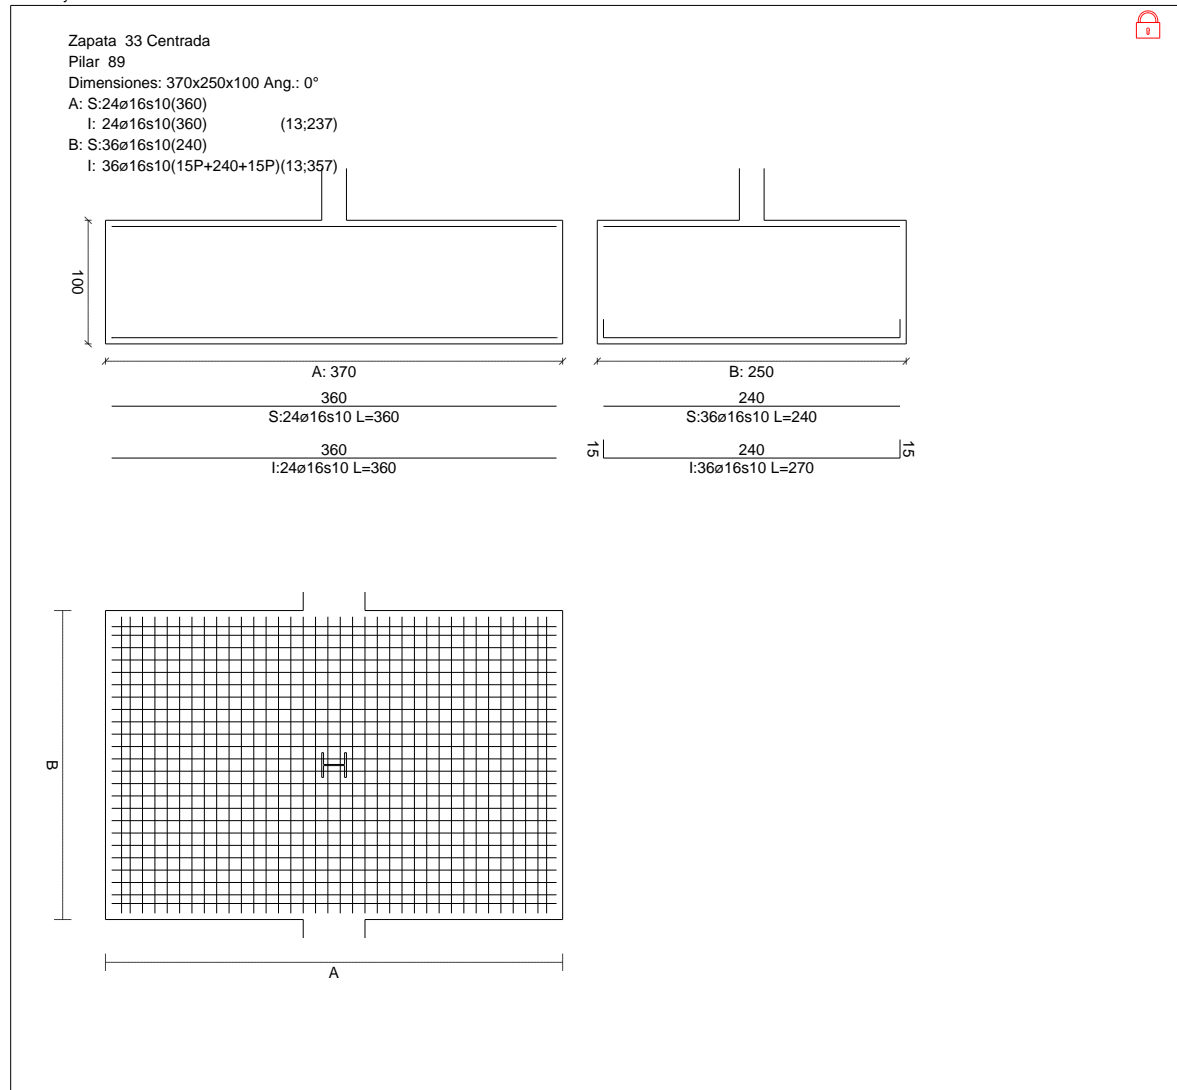 Zapata 33 Centrada
Pilar 89
Dimensiones: 370x250x100 Ang.: 0°
A: S:24ø16s10(360)
I: 24ø16s10(360) (13;237)
B: S:36ø16s10(240)
I: 36ø16s10(15P+240+15P)(13;357)
100
A: 370
B: 250
360
S:24ø16s10 L=360
240
S:36ø16s10 L=240
360
I:24ø16s10 L=360
15
240
15
I:36ø16s10 L=270
B
A